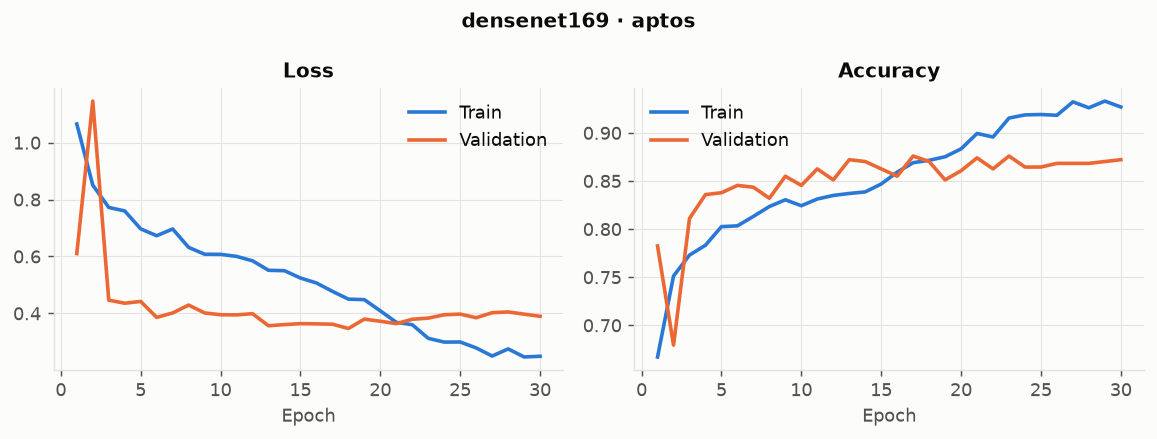 densenet169 · aptos
Loss
Train
Validation
1.0
0.8
0.6
0.4
0 5 10 15 20 25 30
Epoch
Accuracy
Train
Validation
0.90
0.85
0.80
0.75
0.70
0 5 10 15 20 25 30
Epoch